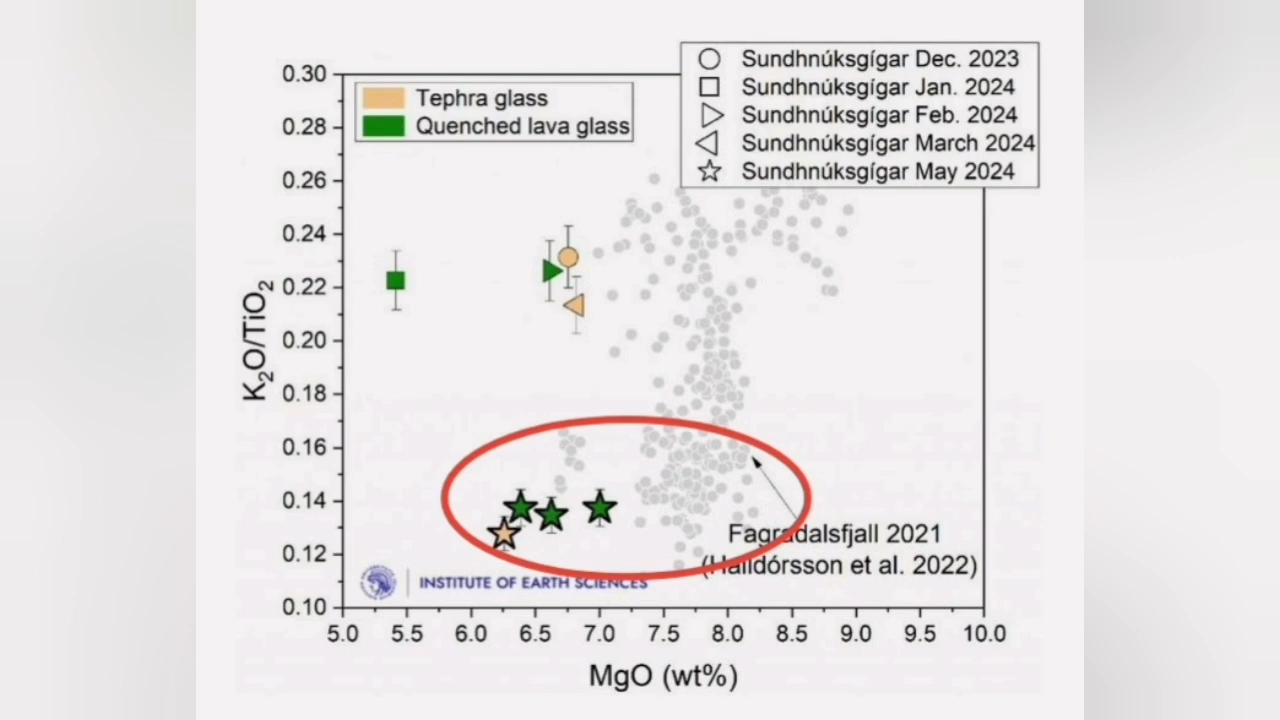 Sundhnúksgígar Dec. 2023
Sundhnúksgígar Jan. 2024
Sundhnúksgígar Feb. 2024
Sundhnúksgígar March 2024
Sundhnúksgígar May 2024
Tephra glass
Quenched lava glass
0.30
0.28
0.26
0.24
0.22
0.20
0.18
0.16
0.14
0.12
0.10
K₂O/TiO₂
Fagradalsfjall 2021
(Halldórsson et al. 2022)
INSTITUTE OF EARTH SCIENCES
5.0 5.5 6.0 6.5 7.0 7.5 8.0 8.5 9.0 9.5 10.0
MgO (wt%)